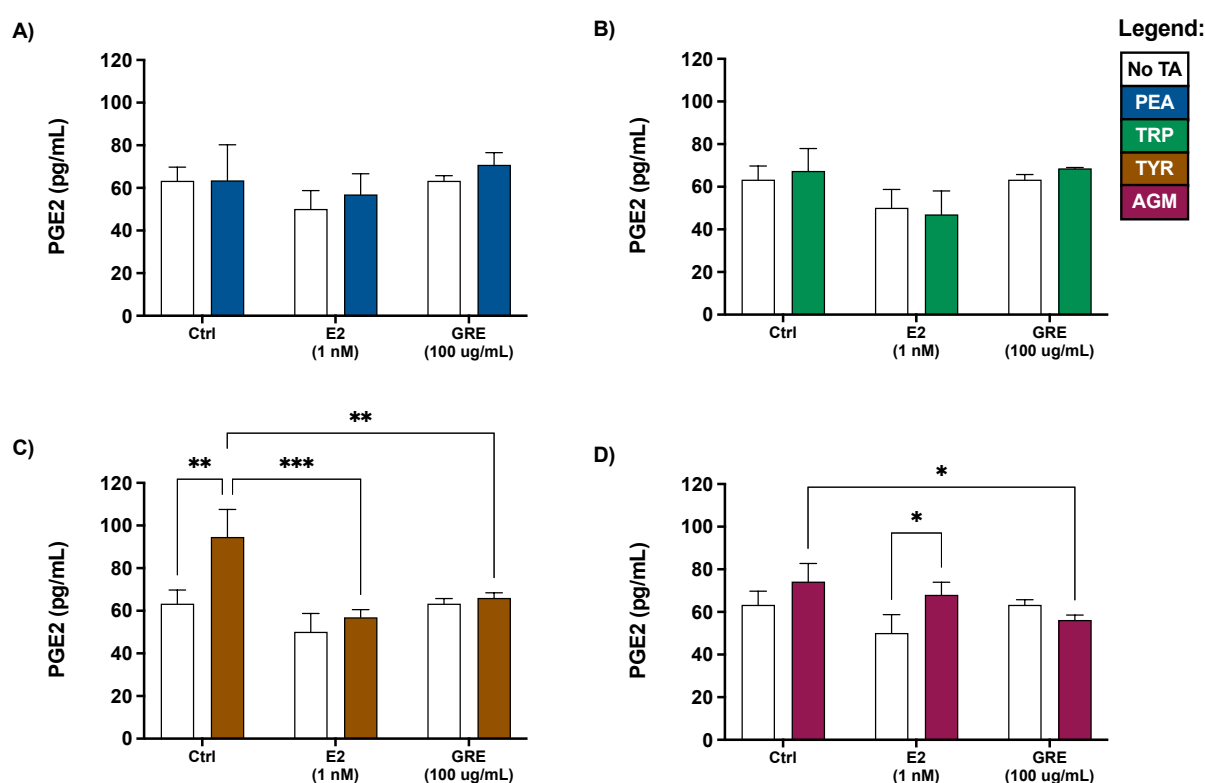 A)
120
100
80
60
40
20
0
PGE2 (pg/mL)
Ctrl
E2
(1 nM)
GRE
(100 ug/mL)
B)
120
100
80
60
40
20
0
PGE2 (pg/mL)
Ctrl
E2
(1 nM)
GRE
(100 ug/mL)
Legend:
No TA
PEA
TRP
TYR
AGM
C)
**
**
***
120
100
80
60
40
20
0
PGE2 (pg/mL)
Ctrl
E2
(1 nM)
GRE
(100 ug/mL)
D)
*
*
120
100
80
60
40
20
0
PGE2 (pg/mL)
Ctrl
E2
(1 nM)
GRE
(100 ug/mL)